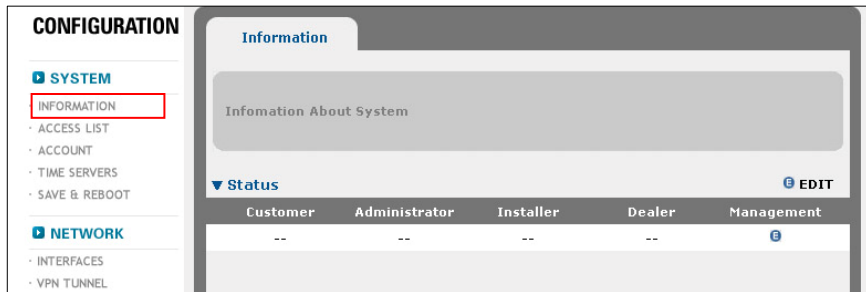 CONFIGURATION
SYSTEM
· INFORMATION
· ACCESS LIST
· ACCOUNT
· TIME SERVERS
· SAVE & REBOOT
NETWORK
· INTERFACES
· VPN TUNNEL
Information
Infomation About System
▼ Status
E EDIT
Customer Administrator Installer Dealer Management
-- -- -- -- E